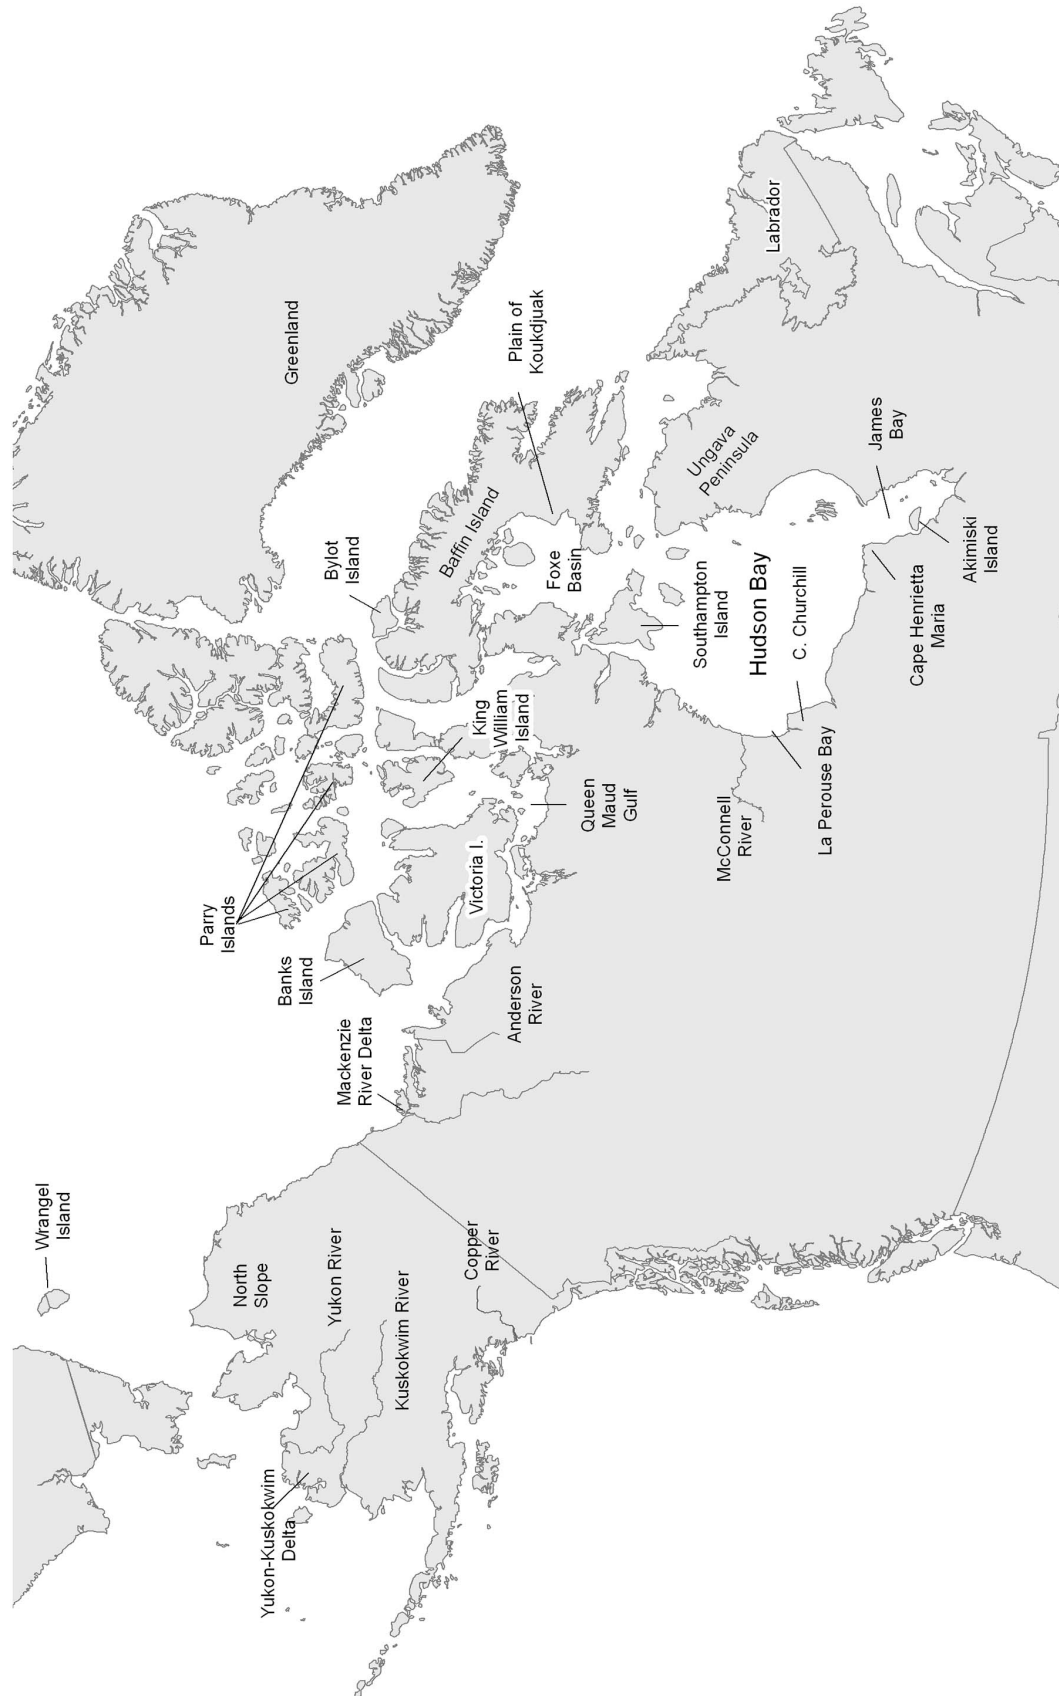 Wrangel
Island
North
Slope
Yukon River
Kuskokwim River
Yukon-Kuskokwim
Delta
Copper
River
Mackenzie
River Delta
Anderson
River
Banks
Island
Parry
Islands
Victoria I.
King
William
Island
Queen
Maud
Gulf
Bylot
Island
Baffin Island
Greenland
Plain of
Koukdjuak
Foxe
Basin
Southampton
Island
Hudson Bay
C. Churchill
La Perouse Bay
McConnell
River
Cape Henrietta
Maria
Akimiski
Island
James
Bay
Ungava
Peninsula
Labrador